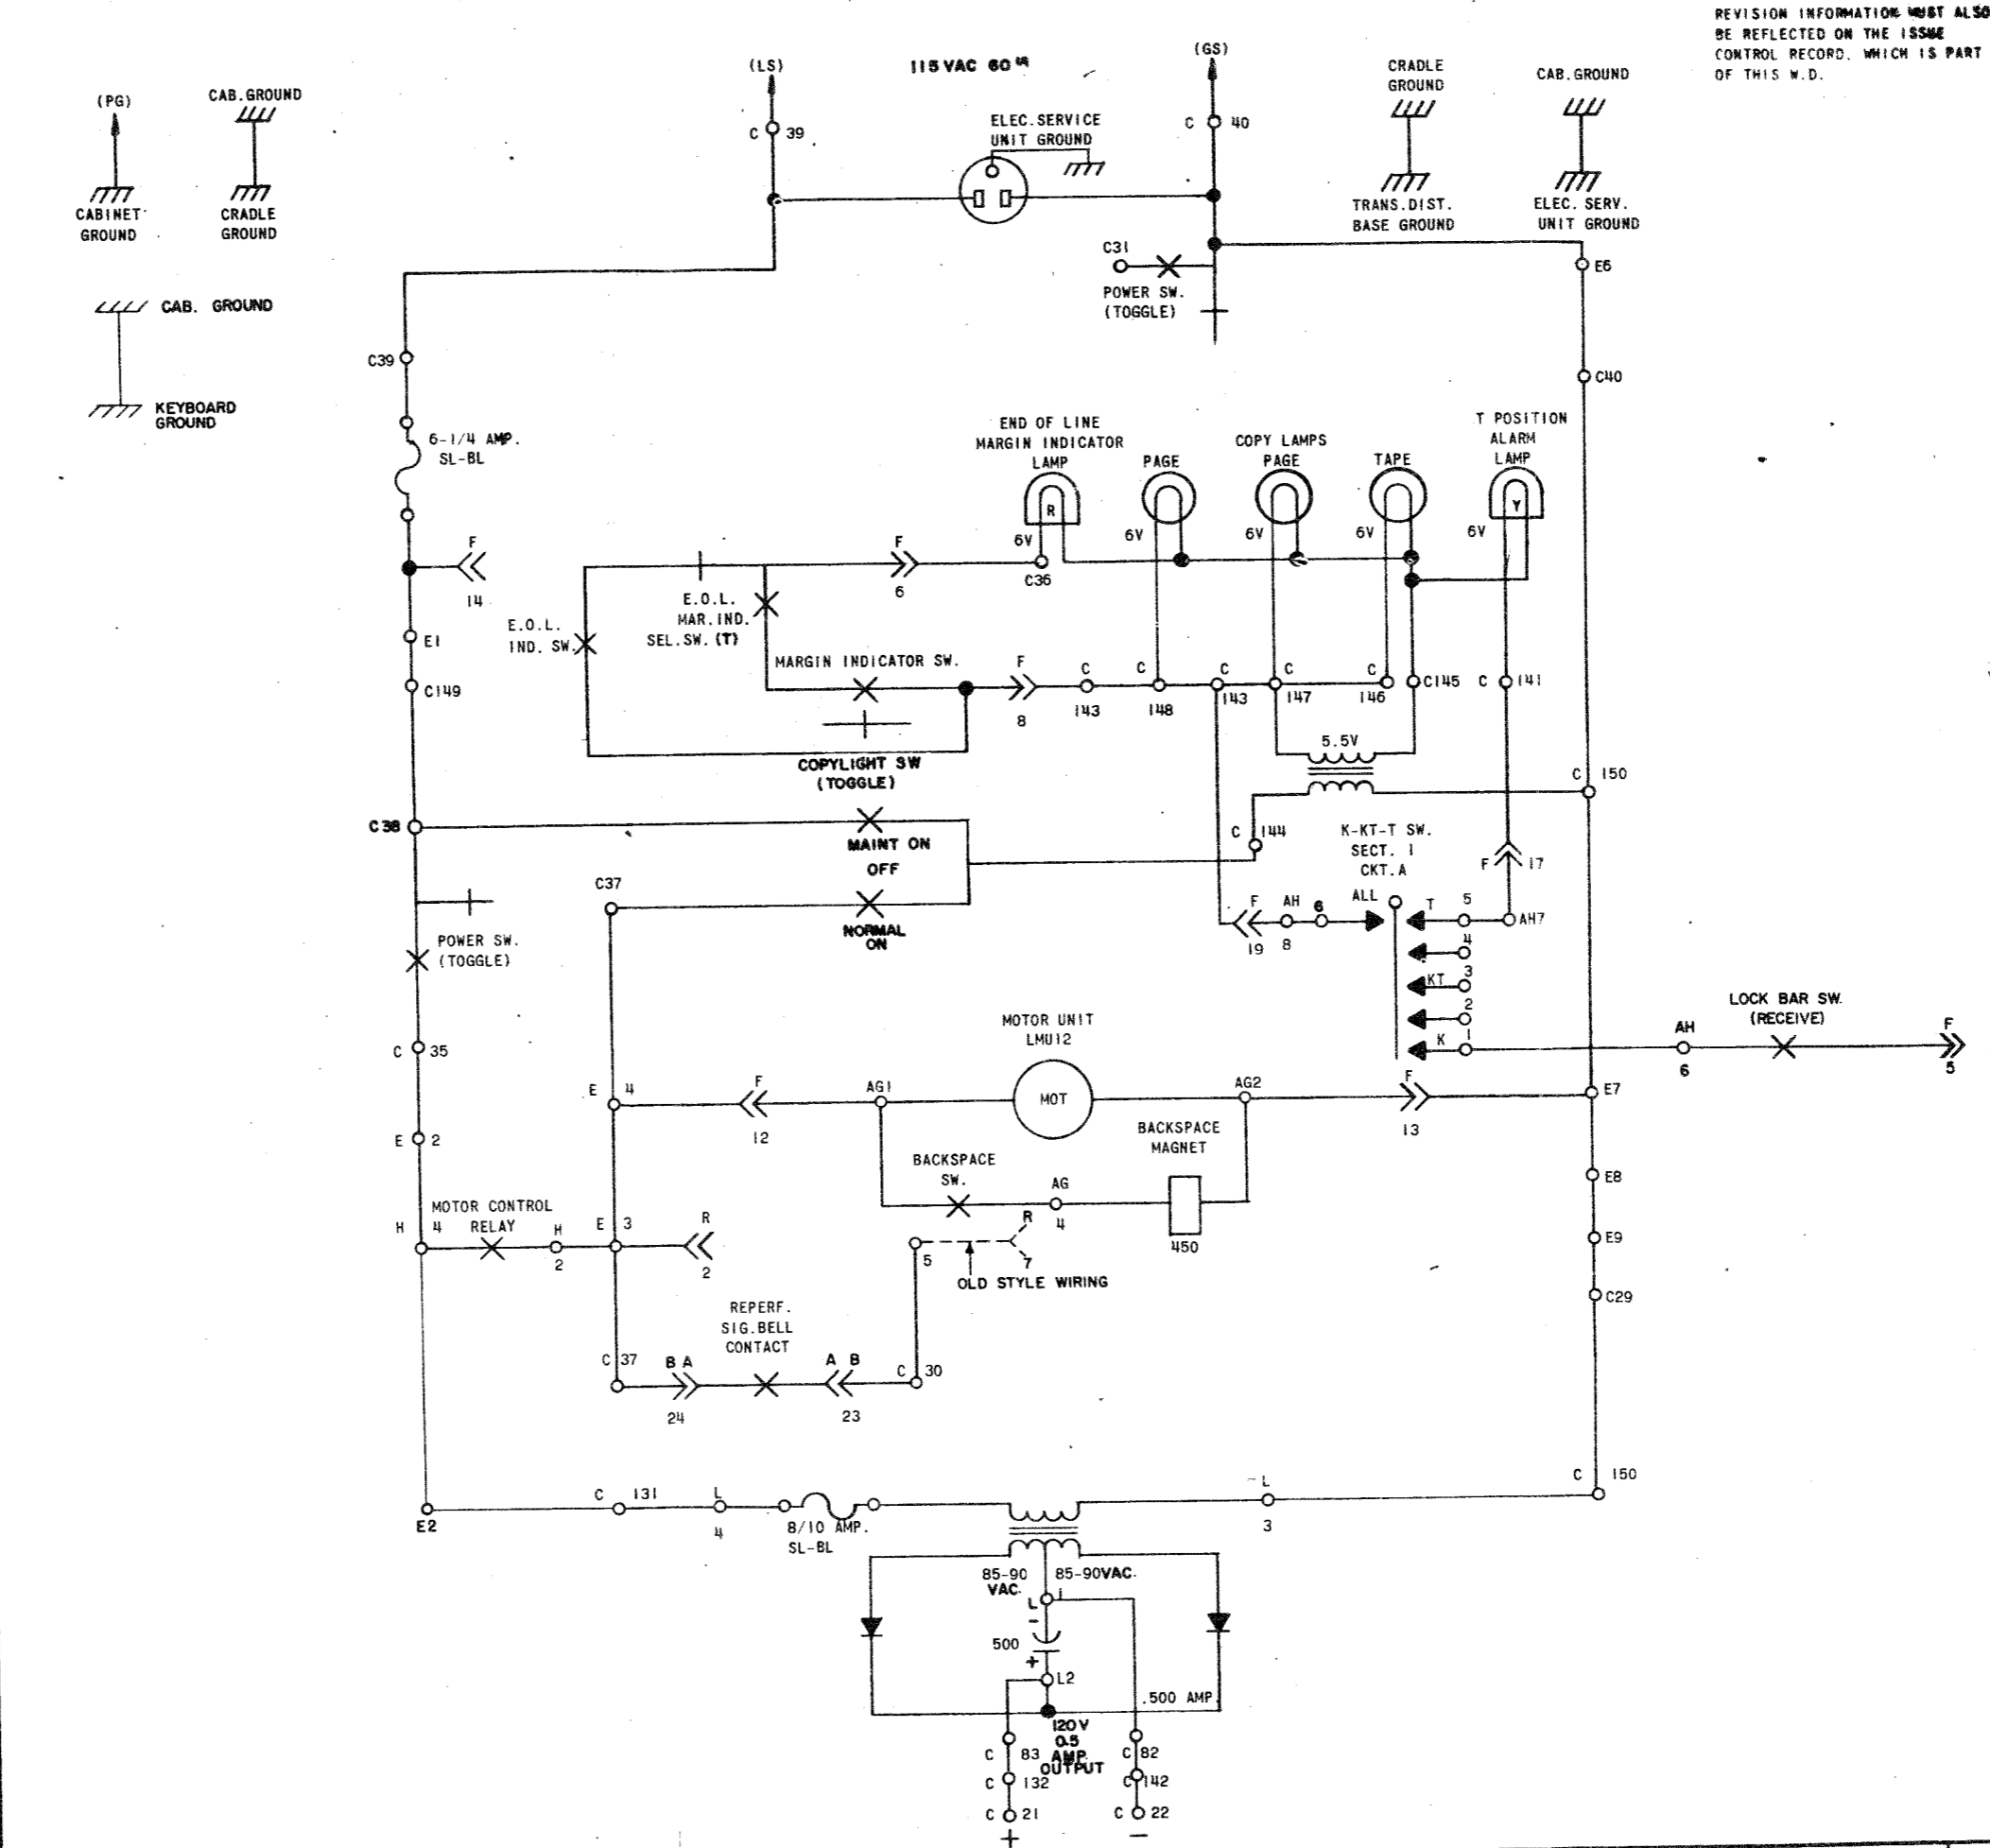 REVISION INFORMATION MUST ALSO
BE REFLECTED ON THE ISSUE
CONTROL RECORD, WHICH IS PART
OF THIS W.D.
(PG)
CABINET
GROUND
CAB.GROUND
CRADLE
GROUND
CAB. GROUND
KEYBOARD
GROUND
(LS)
C 39
115 VAC 60
ELEC.SERVICE
UNIT GROUND
(GS)
C 40
CRADLE
GROUND
TRANS.DIST.
BASE GROUND
CAB.GROUND
ELEC. SERV.
UNIT GROUND
C31
POWER SW.
(TOGGLE)
E6
C40
C39
6-1/4 AMP.
SL-BL
F
14
E1
C149
END OF LINE
MARGIN INDICATOR
LAMP
R
6V
C36
PAGE
6V
COPY LAMPS
PAGE
6V
TAPE
6V
T POSITION
ALARM
LAMP
Y
6V
F
6
E.O.L.
IND. SW.
E.O.L.
MAR.IND.
SEL.SW.(T)
MARGIN INDICATOR SW.
F
8
C
143
C
148
C
143
C
147
C
146
C145
C 141
COPYLIGHT SW
(TOGGLE)
5.5V
C 150
C38
MAINT ON
OFF
NORMAL
ON
C 144
K-KT-T SW.
SECT. 1
CKT.A
F 17
C37
ALL
F
19
AH
8
6
T
5
AH7
4
KT
3
2
K
1
POWER SW.
(TOGGLE)
C 35
LOCK BAR SW.
(RECEIVE)
AH
6
F
5
MOTOR UNIT
LMU12
MOT
E 4
F
12
AG1
AG2
F
13
E7
E 2
BACKSPACE
SW.
AG
4
BACKSPACE
MAGNET
450
E8
E9
C29
MOTOR CONTROL
RELAY
H 4
H
2
E 3
R
2
5
R
7
OLD STYLE WIRING
REPERF.
SIG.BELL
CONTACT
C 37
B A
24
A B
23
C 30
E2
C 131
L
4
8/10 AMP.
SL-BL
L
3
C 150
85-90
VAC.
85-90VAC.
L 1
-
500
+
L2
.500 AMP.
120V
0.5
AMP.
OUTPUT
C 83
C 132
C 21
+
C 82
C 142
C 22
-